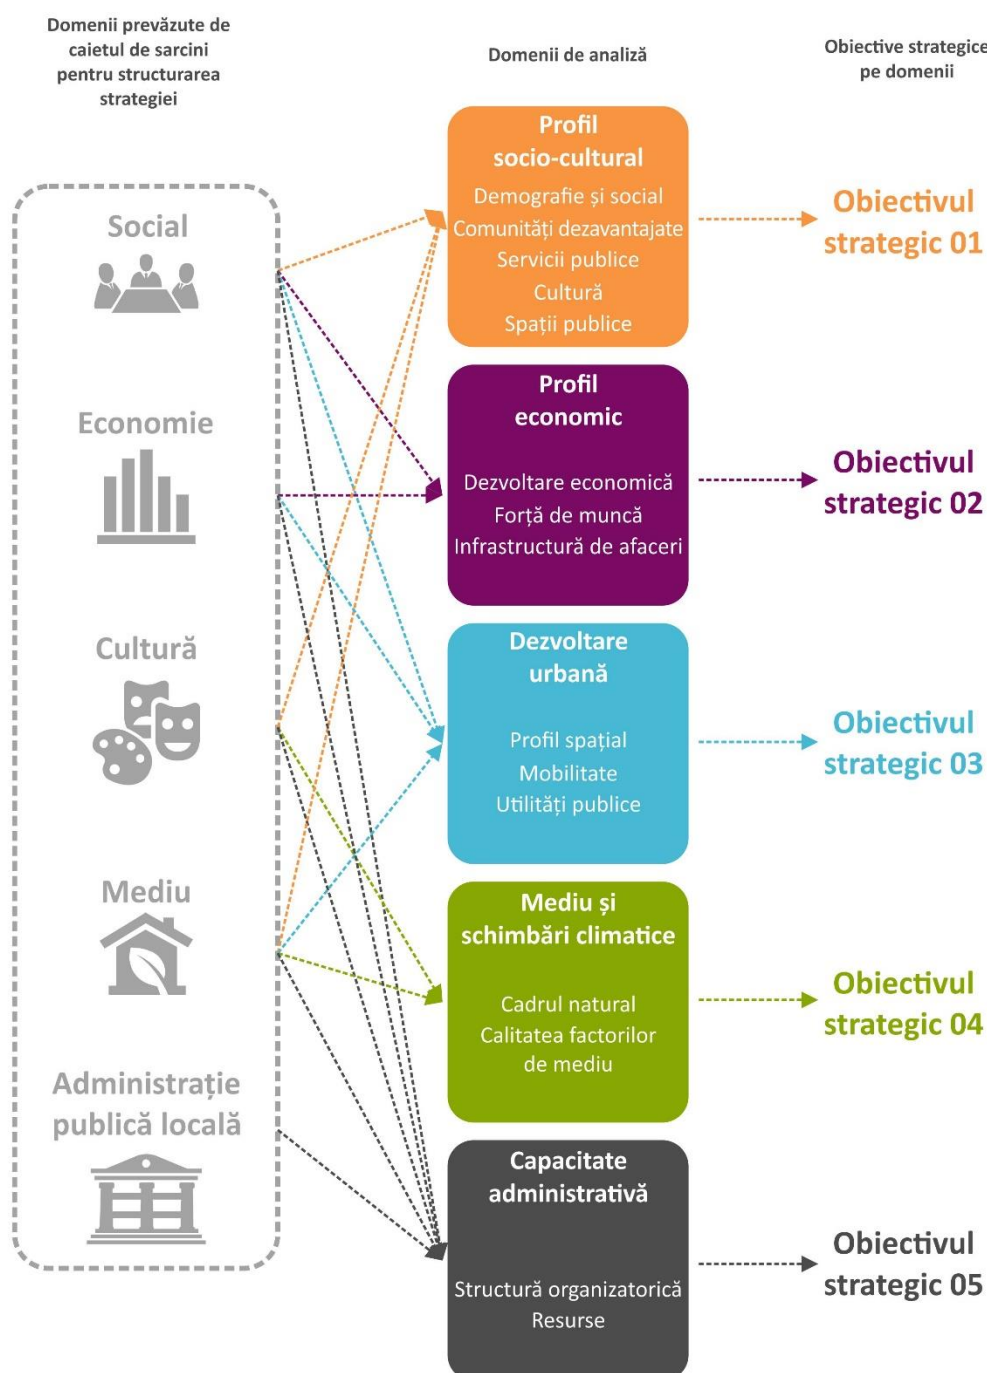 Domenii prevăzute de
caietul de sarcini
pentru structurarea
strategiei
Domenii de analiză
Obiective strategice
pe domenii
Social
Economie
Cultură
Mediu
Administrație
publică locală
Profil
socio-cultural
Demografie și social
Comunități dezavantajate
Servicii publice
Cultură
Spații publice
Profil
economic
Dezvoltare economică
Forță de muncă
Infrastructură de afaceri
Dezvoltare
urbană
Profil spațial
Mobilitate
Utilități publice
Mediu și
schimbări climatice
Cadrul natural
Calitatea factorilor
de mediu
Capacitate
administrativă
Structură organizatorică
Resurse
Obiectivul
strategic 01
Obiectivul
strategic 02
Obiectivul
strategic 03
Obiectivul
strategic 04
Obiectivul
strategic 05